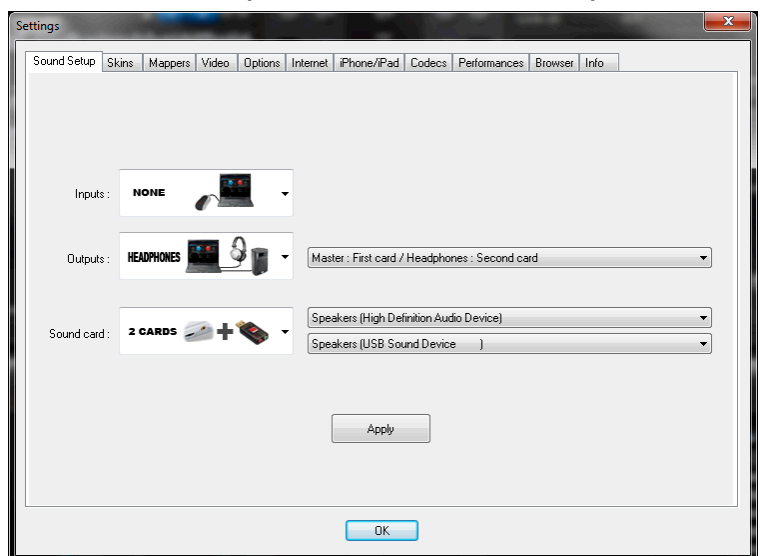 Settings
Sound Setup Skins Mappers Video Options Internet iPhone/iPad Codecs Performances Browser Info
Inputs : NONE
Outputs : HEADPHONES Master : First card / Headphones : Second card
Speakers (High Definition Audio Device)
Sound card : 2 CARDS
Speakers (USB Sound Device )
Apply
OK